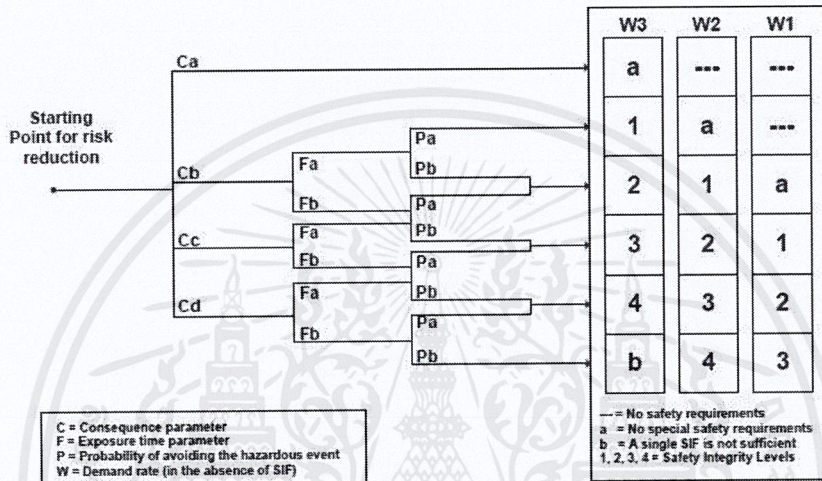 Starting
Point for risk
reduction
Ca
Cb
Cc
Cd
Fa
Fb
Fa
Fb
Fa
Fb
Pa
Pb
Pa
Pb
Pa
Pb
Pa
Pb
W3 W2 W1
a --- ---
1 a ---
2 1 a
3 2 1
4 3 2
b 4 3
C = Consequence parameter
F = Exposure time parameter
P = Probability of avoiding the hazardous event
W = Demand rate (in the absence of SIF)
--- = No safety requirements
a = No special safety requirements
b = A single SIF is not sufficient
1, 2, 3, 4 = Safety Integrity Levels